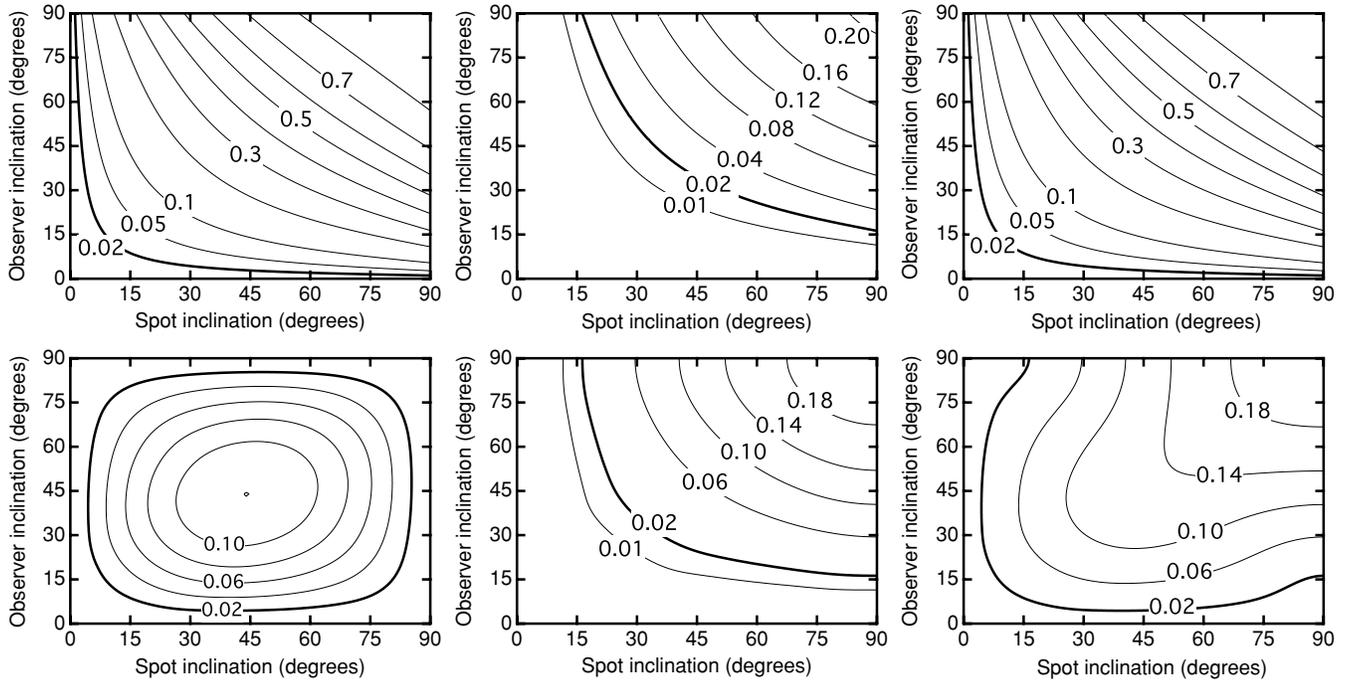 90 75 60 45 30 15 0
Observer inclination (degrees)
0.7
0.5
0.3
0.1
0.05
0.02
0 15 30 45 60 75 90
Spot inclination (degrees)
90 75 60 45 30 15 0
Observer inclination (degrees)
0.20
0.16
0.12
0.08
0.04
0.02
0.01
0 15 30 45 60 75 90
Spot inclination (degrees)
90 75 60 45 30 15 0
Observer inclination (degrees)
0.7
0.5
0.3
0.1
0.05
0.02
0 15 30 45 60 75 90
Spot inclination (degrees)
90 75 60 45 30 15 0
Observer inclination (degrees)
0.10
0.06
0.02
0 15 30 45 60 75 90
Spot inclination (degrees)
90 75 60 45 30 15 0
Observer inclination (degrees)
0.18
0.14
0.10
0.06
0.02
0.01
0 15 30 45 60 75 90
Spot inclination (degrees)
90 75 60 45 30 15 0
Observer inclination (degrees)
0.18
0.14
0.10
0.06
0.02
0 15 30 45 60 75 90
Spot inclination (degrees)